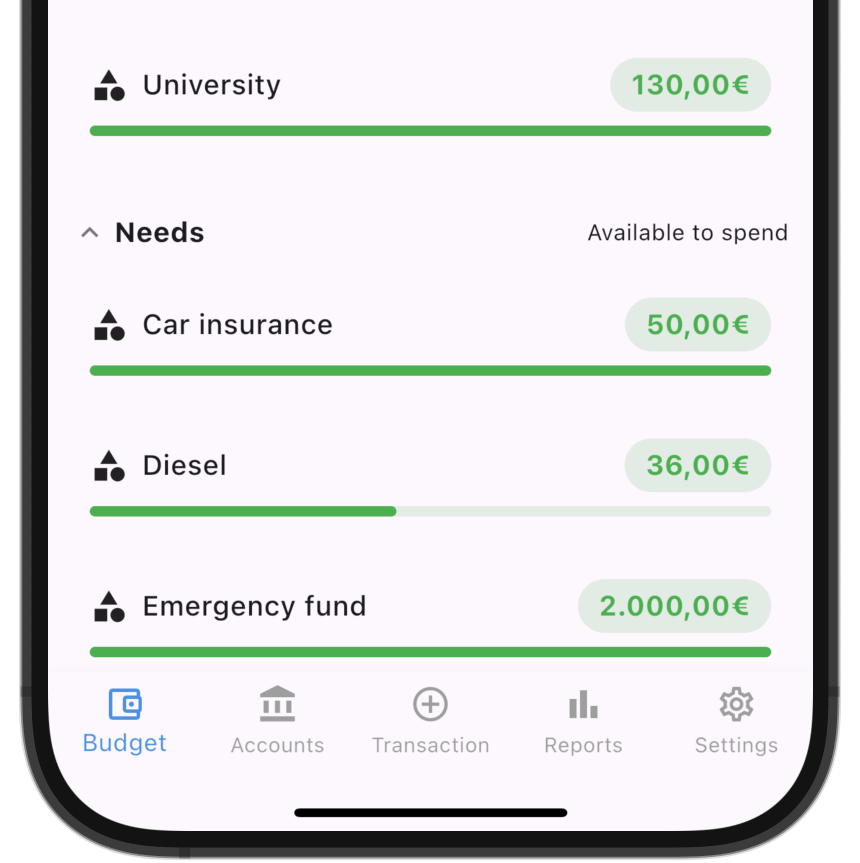 University 130,00€
Needs Available to spend
Car insurance 50,00€
Diesel 36,00€
Emergency fund 2.000,00€
Budget Accounts Transaction Reports Settings